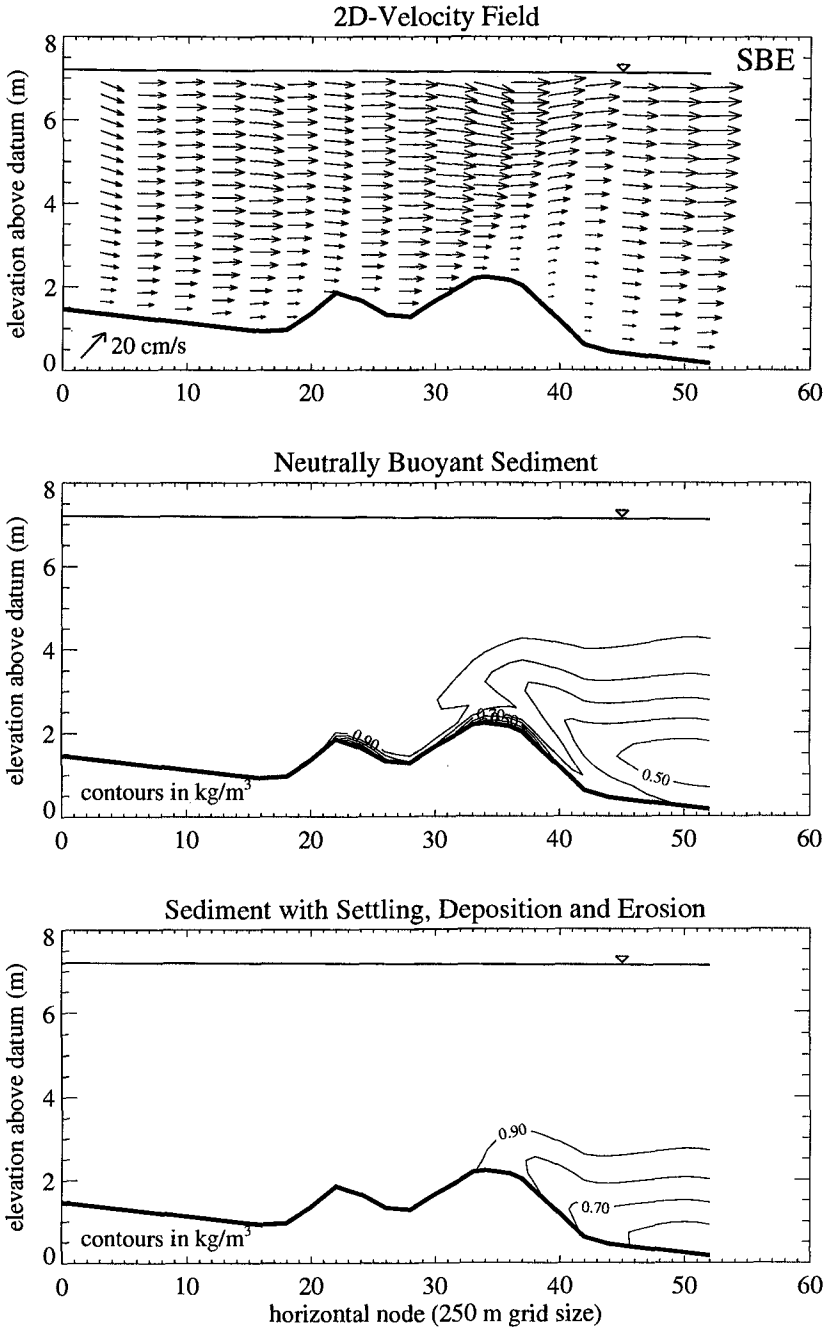 2D-Velocity Field
SBE
elevation above datum (m)
8
6
4
2
0
20 cm/s
0 10 20 30 40 50 60
Neutrally Buoyant Sediment
elevation above datum (m)
8
6
4
2
0
0.90
0.70
0.50
0.50
contours in kg/m³
0 10 20 30 40 50 60
Sediment with Settling, Deposition and Erosion
elevation above datum (m)
8
6
4
2
0
0.90
0.70
contours in kg/m³
0 10 20 30 40 50 60
horizontal node (250 m grid size)